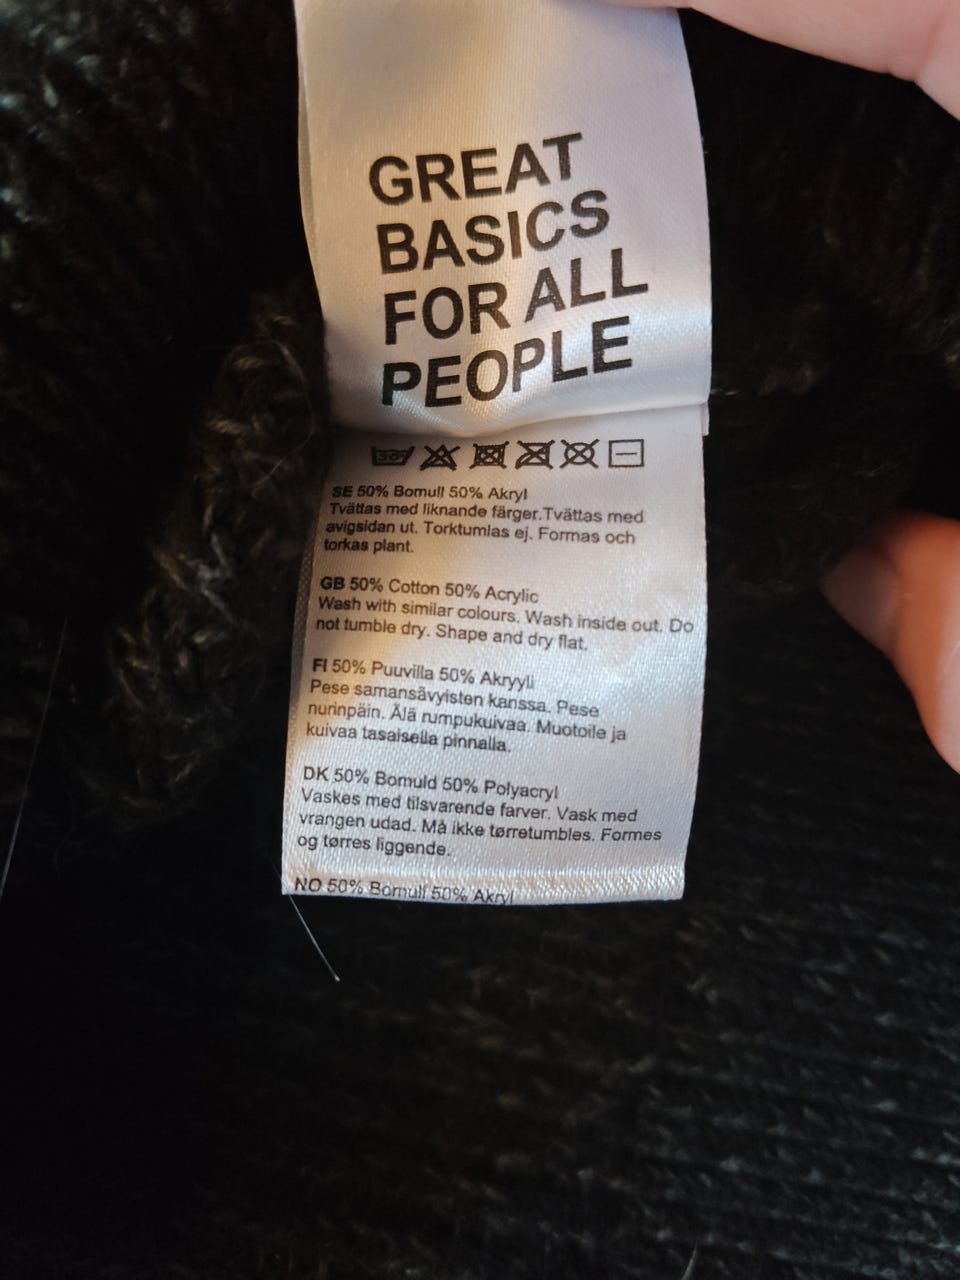 GREAT
BASICS
FOR ALL
PEOPLE
30°
SE 50% Bomull 50% Akryl
Tvättas med liknande färger.Tvättas med
avigsidan ut. Torktumlas ej. Formas och
torkas plant.
GB 50% Cotton 50% Acrylic
Wash with similar colours. Wash inside out. Do
not tumble dry. Shape and dry flat.
FI 50% Puuvilla 50% Akryyli
Pese samansävyisten kanssa. Pese
nurinpäin. Älä rumpukuivaa. Muotoile ja
kuivaa tasaisella pinnalla.
DK 50% Bomuld 50% Polyacryl
Vaskes med tilsvarende farver. Vask med
vrangen udad. Må ikke tørretumbles. Formes
og tørres liggende.
NO 50% Bomull 50% Akryl